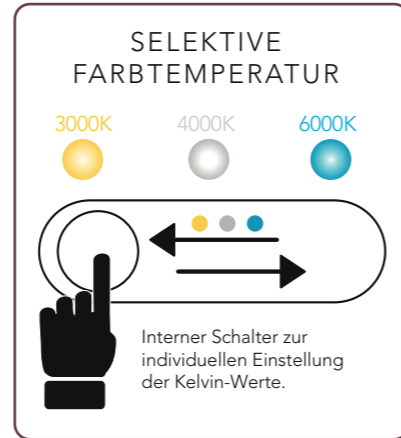 SELEKTIVE
FARBTEMPERATUR
3000K 4000K 6000K
Interner Schalter zur
individuellen Einstellung
der Kelvin-Werte.